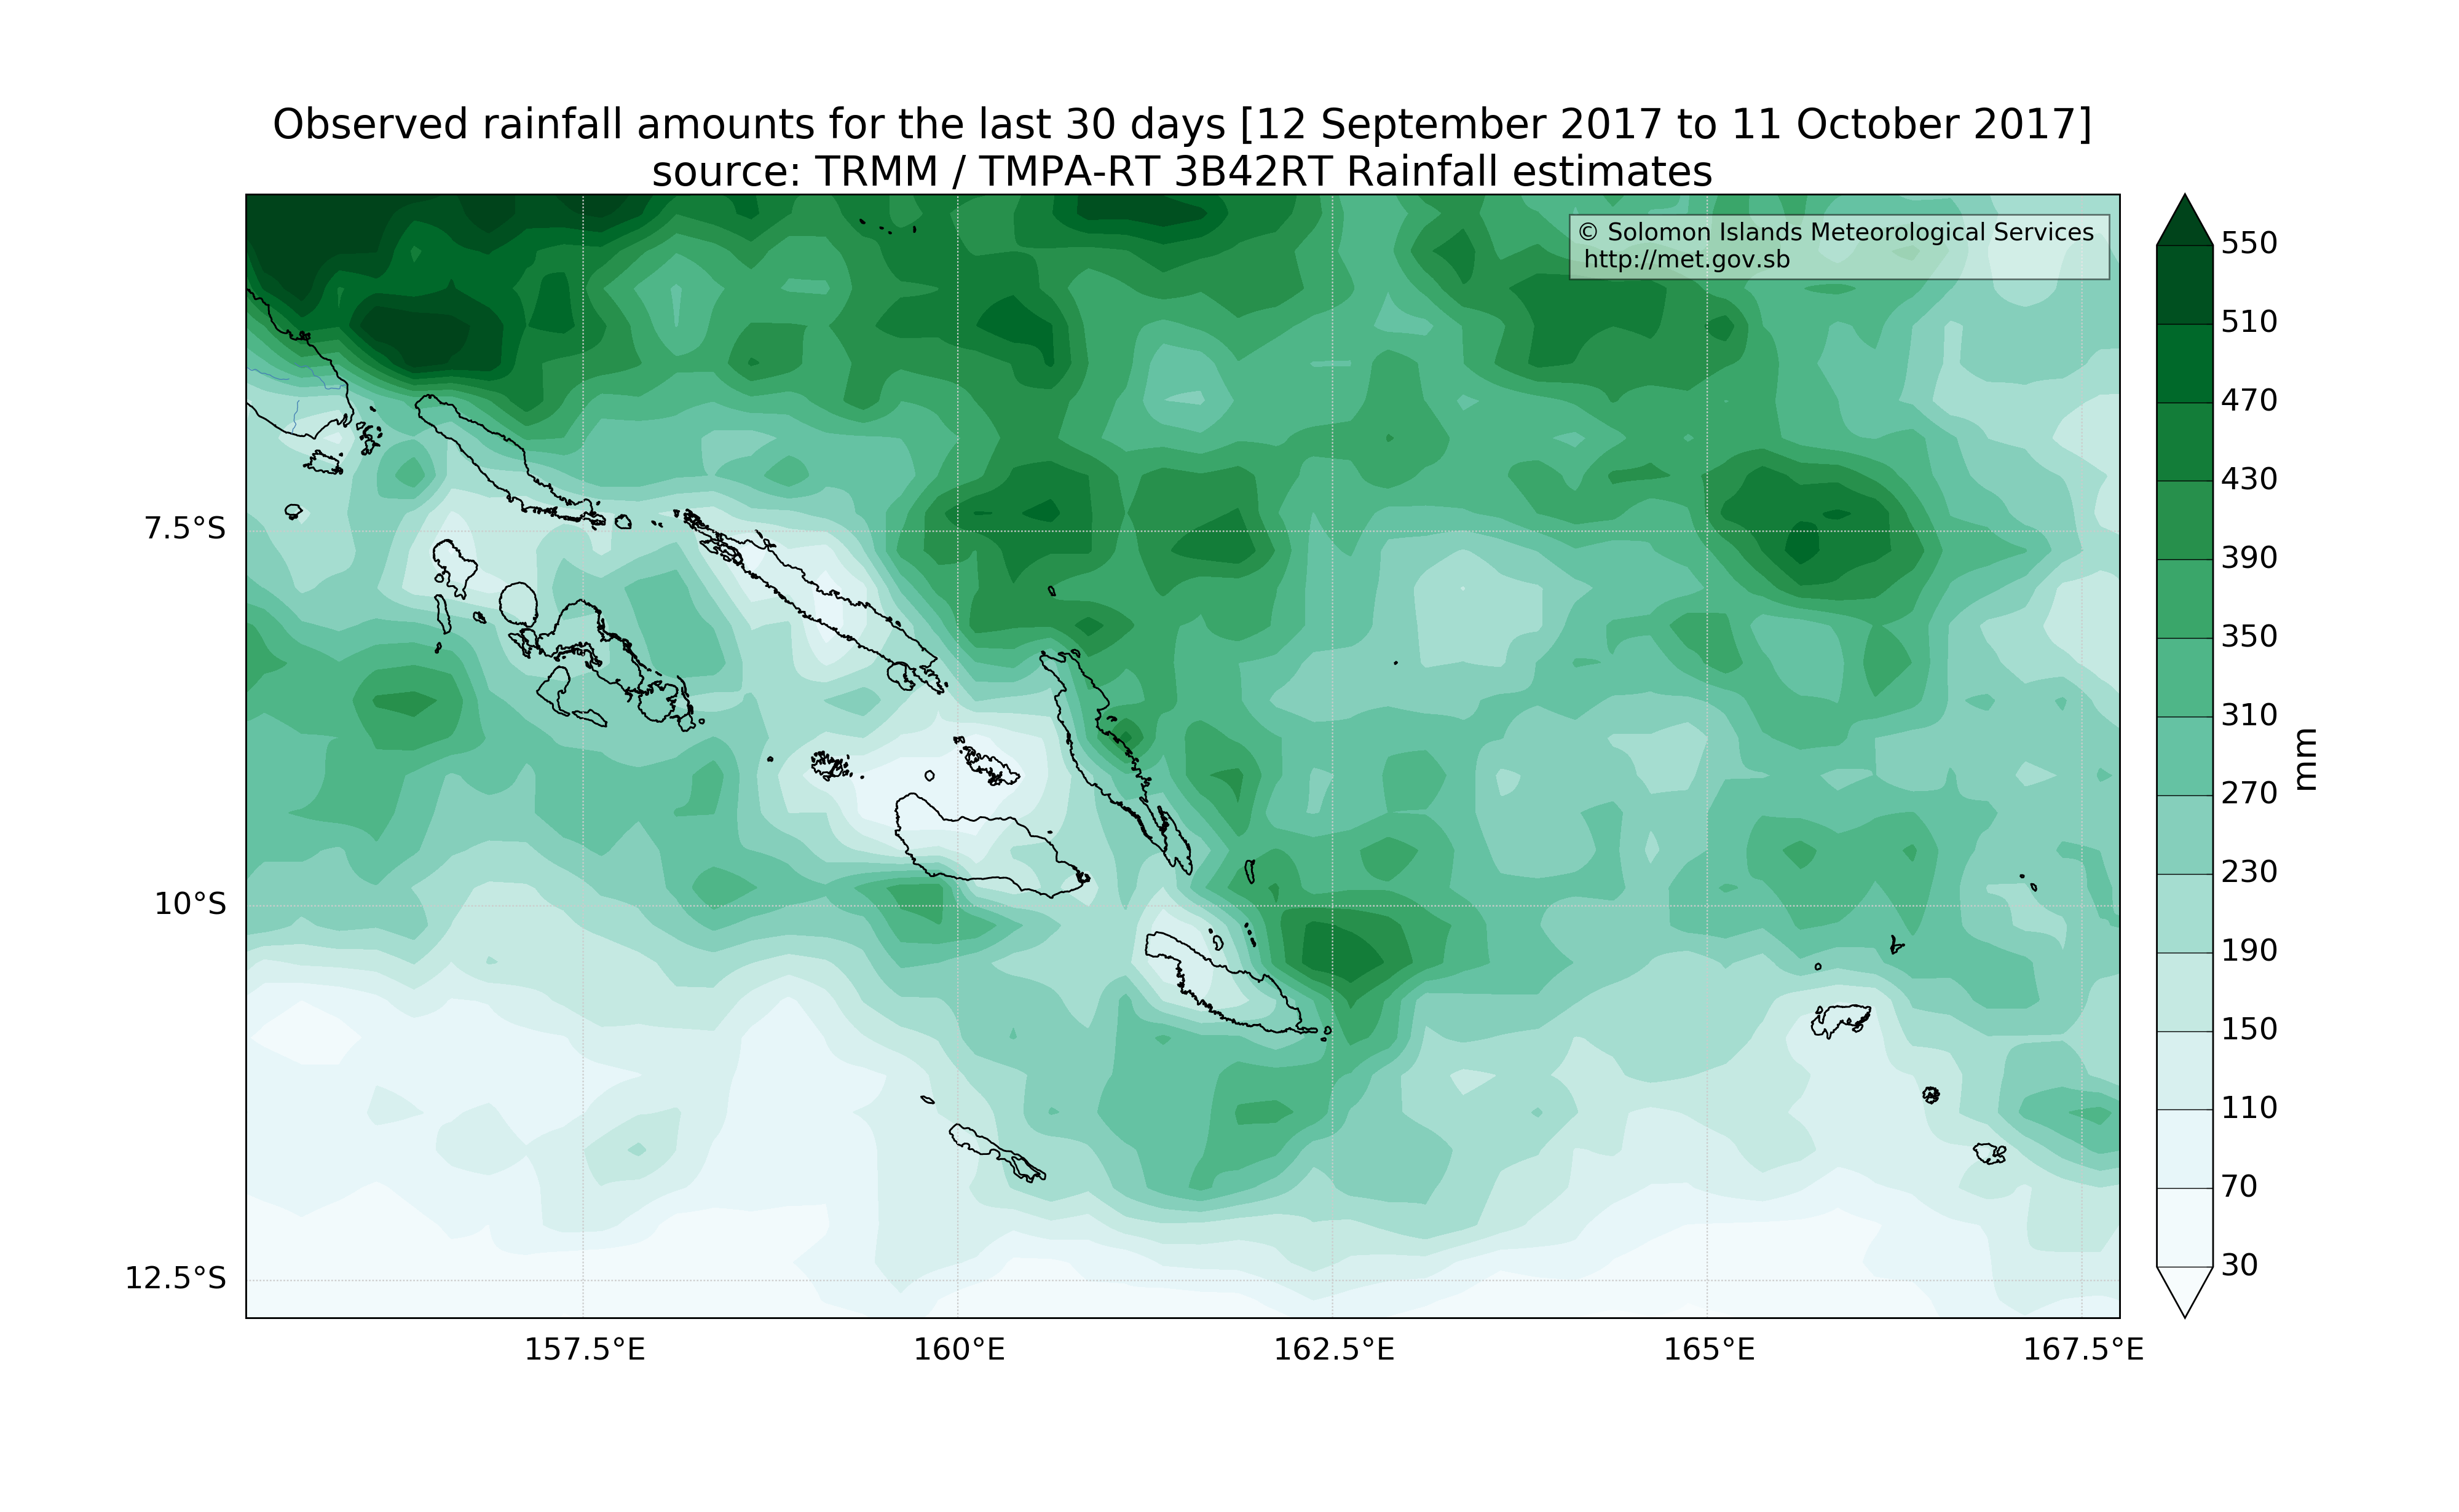 Observed rainfall amounts for the last 30 days [12 September 2017 to 11 October 2017]
source: TRMM / TMPA-RT 3B42RT Rainfall estimates
© Solomon Islands Meteorological Services
http://met.gov.sb
7.5°S
10°S
12.5°S
157.5°E
160°E
162.5°E
165°E
167.5°E
550
510
470
430
390
350
310
270
230
190
150
110
70
30
mm